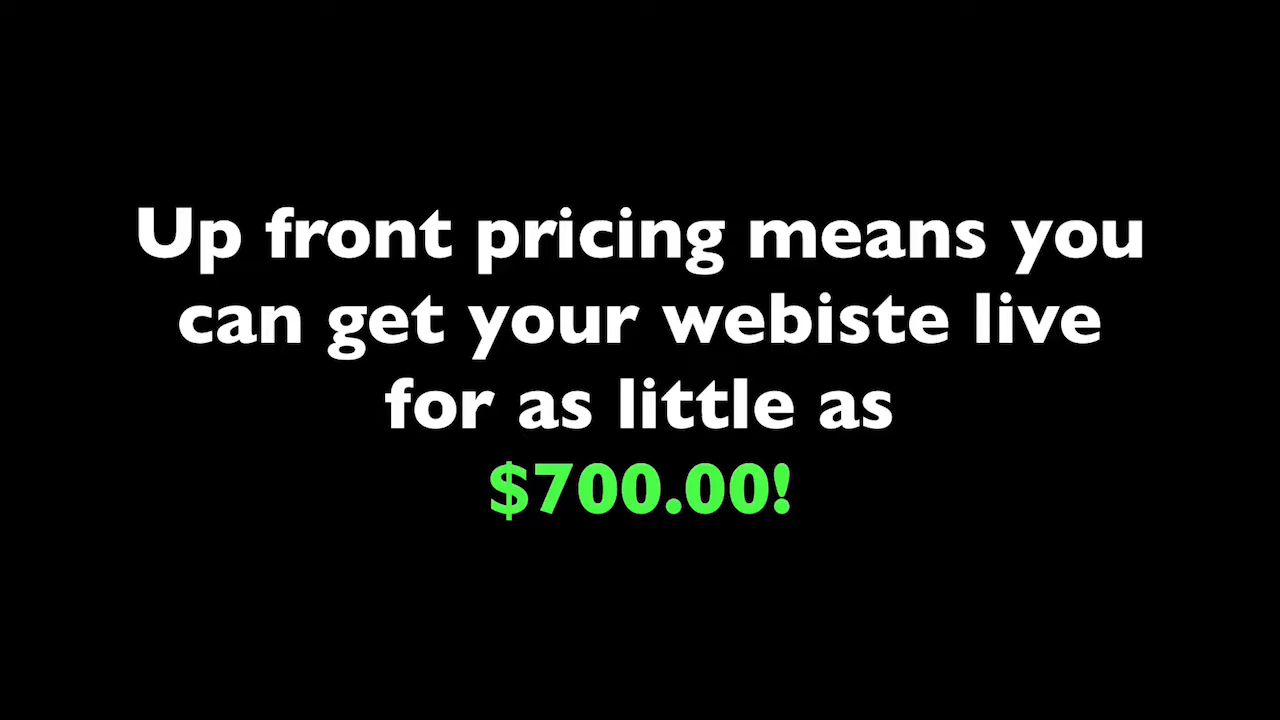 Up front pricing means you
can get your webiste live
for as little as
$700.00!